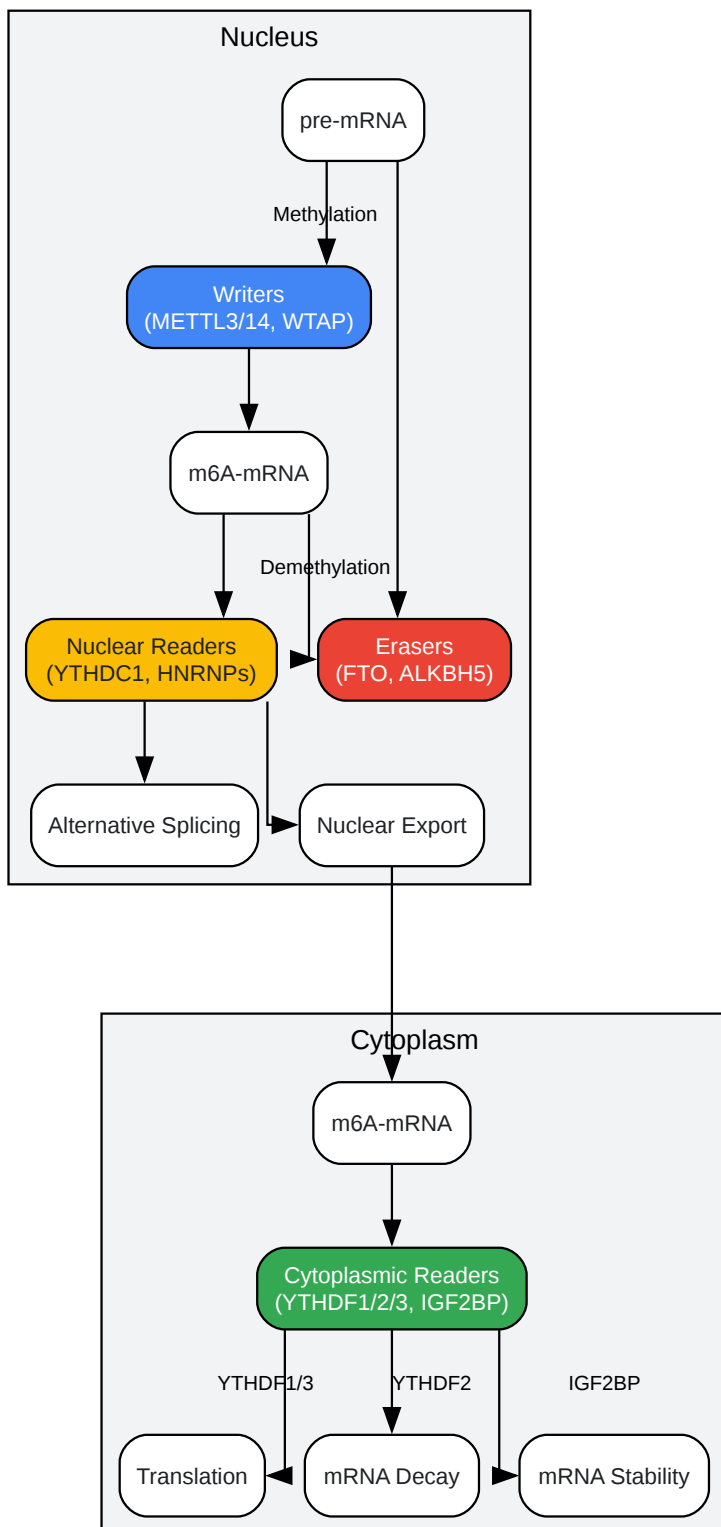 Nucleus
pre-mRNA
Methylation
Writers
(METTL3/14, WTAP)
m6A-mRNA
Demethylation
Nuclear Readers
(YTHDC1, HNRNPs)
Erasers
(FTO, ALKBH5)
Alternative Splicing
Nuclear Export
Cytoplasm
m6A-mRNA
Cytoplasmic Readers
(YTHDF1/2/3, IGF2BP)
YTHDF1/3
YTHDF2
IGF2BP
Translation
mRNA Decay
mRNA Stability